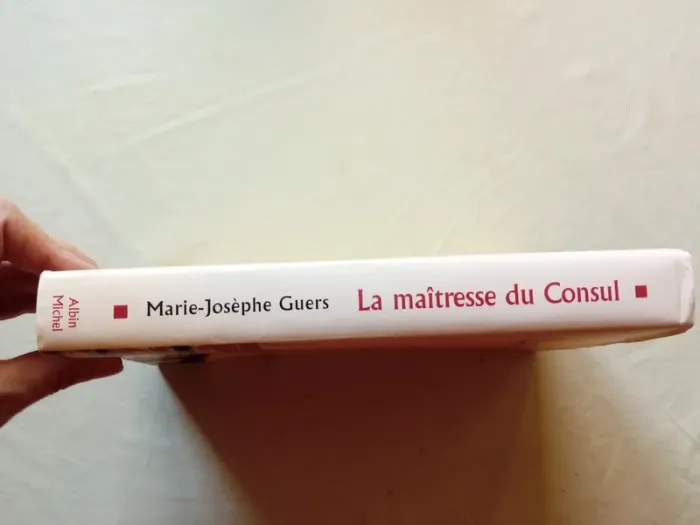 Albin
Michel
Marie-Josèphe Guers
La maîtresse du Consul